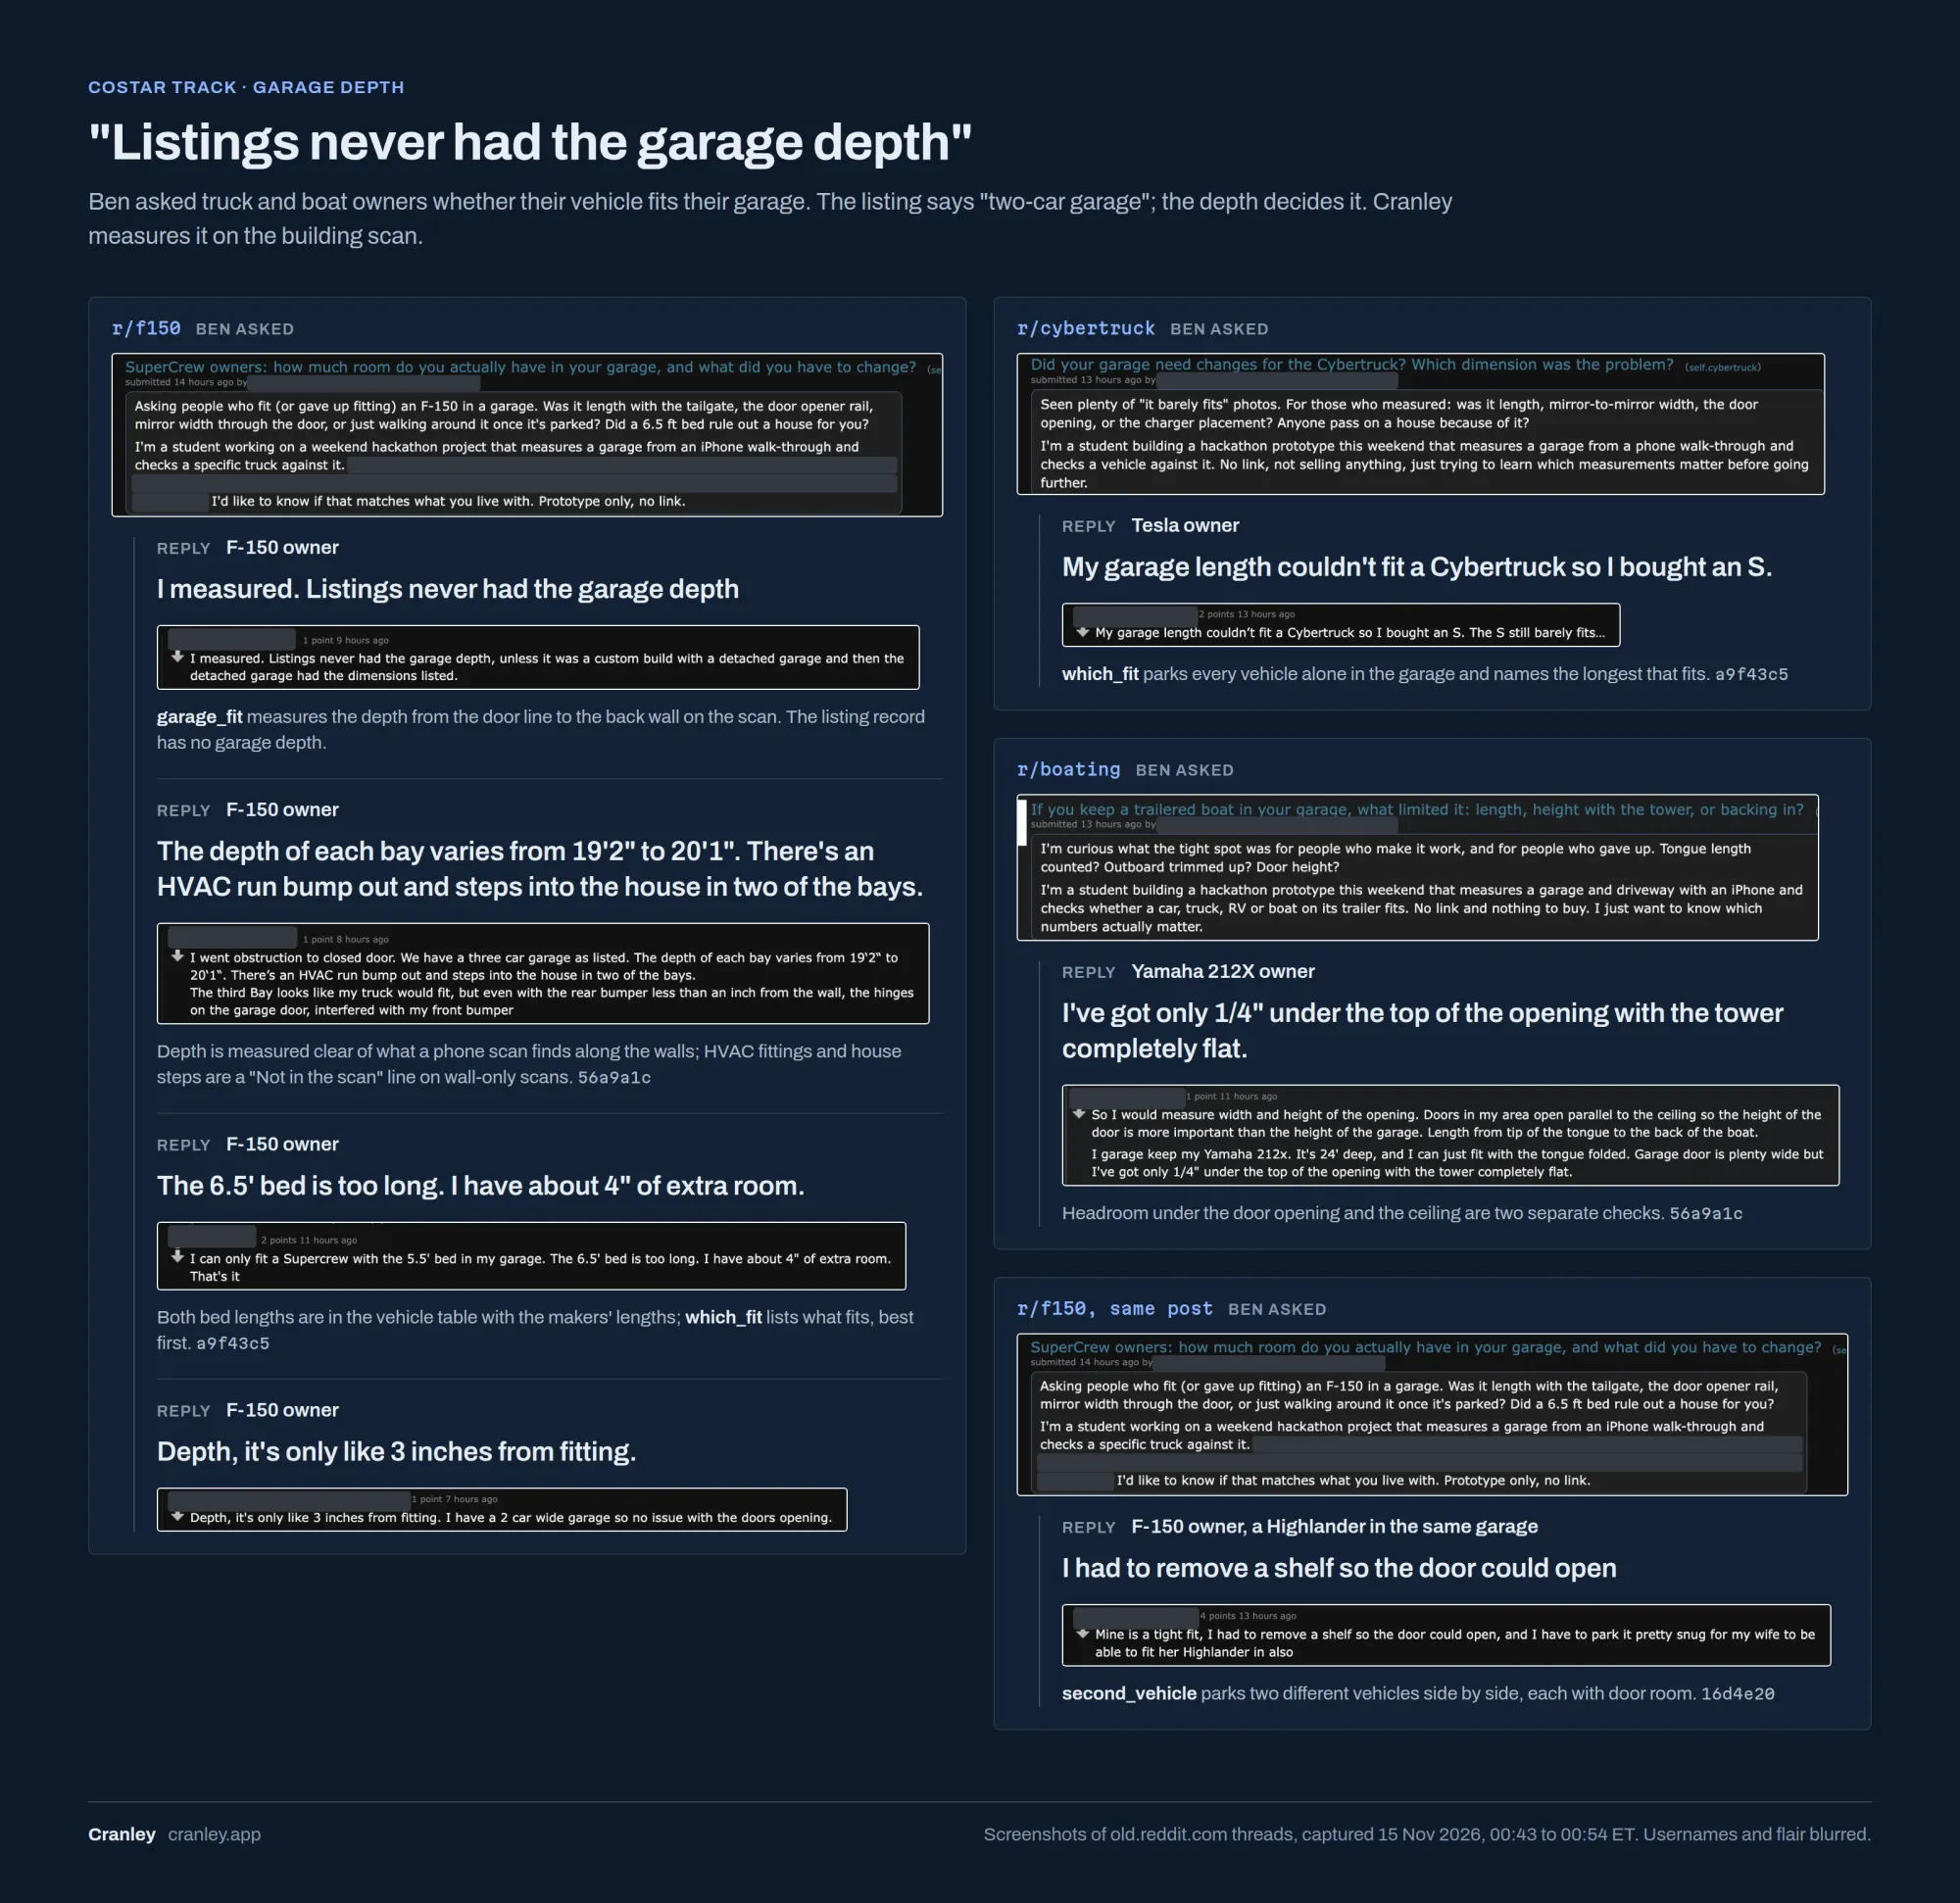 COSTAR TRACK · GARAGE DEPTH
"Listings never had the garage depth"
Ben asked truck and boat owners whether their vehicle fits their garage. The listing says "two-car garage"; the depth decides it. Cranley
measures it on the building scan.
r/f150 BEN ASKED
SuperCrew owners: how much room do you actually have in your garage, and what did you have to change? (se
submitted 14 hours ago by
Asking people who fit (or gave up fitting) an F-150 in a garage. Was it length with the tailgate, the door opener rail,
mirror width through the door, or just walking around it once it's parked? Did a 6.5 ft bed rule out a house for you?
I'm a student working on a weekend hackathon project that measures a garage from an iPhone walk-through and
checks a specific truck against it.
I'd like to know if that matches what you live with. Prototype only, no link.
REPLY F-150 owner
I measured. Listings never had the garage depth
1 point 9 hours ago
I measured. Listings never had the garage depth, unless it was a custom build with a detached garage and then the
detached garage had the dimensions listed.
garage_fit measures the depth from the door line to the back wall on the scan. The listing record
has no garage depth.
REPLY F-150 owner
The depth of each bay varies from 19'2" to 20'1". There's an
HVAC run bump out and steps into the house in two of the bays.
1 point 8 hours ago
I went obstruction to closed door. We have a three car garage as listed. The depth of each bay varies from 19‘2“ to
20‘1“. There’s an HVAC run bump out and steps into the house in two of the bays.
The third Bay looks like my truck would fit, but even with the rear bumper less than an inch from the wall, the hinges
on the garage door, interfered with my front bumper
Depth is measured clear of what a phone scan finds along the walls; HVAC fittings and house
steps are a "Not in the scan" line on wall-only scans. 56a9a1c
REPLY F-150 owner
The 6.5' bed is too long. I have about 4" of extra room.
2 points 11 hours ago
I can only fit a Supercrew with the 5.5' bed in my garage. The 6.5' bed is too long. I have about 4" of extra room.
That's it
Both bed lengths are in the vehicle table with the makers' lengths; which_fit lists what fits, best
first. a9f43c5
REPLY F-150 owner
Depth, it's only like 3 inches from fitting.
1 point 7 hours ago
Depth, it's only like 3 inches from fitting. I have a 2 car wide garage so no issue with the doors opening.
r/cybertruck BEN ASKED
Did your garage need changes for the Cybertruck? Which dimension was the problem? (self.cybertruck)
submitted 13 hours ago by
Seen plenty of "it barely fits" photos. For those who measured: was it length, mirror-to-mirror width, the door
opening, or the charger placement? Anyone pass on a house because of it?
I'm a student building a hackathon prototype this weekend that measures a garage from a phone walk-through and
checks a vehicle against it. No link, not selling anything, just trying to learn which measurements matter before going
further.
REPLY Tesla owner
My garage length couldn't fit a Cybertruck so I bought an S.
2 points 13 hours ago
My garage length couldn’t fit a Cybertruck so I bought an S. The S still barely fits...
which_fit parks every vehicle alone in the garage and names the longest that fits. a9f43c5
r/boating BEN ASKED
If you keep a trailered boat in your garage, what limited it: length, height with the tower, or backing in?
submitted 13 hours ago by
I'm curious what the tight spot was for people who make it work, and for people who gave up. Tongue length
counted? Outboard trimmed up? Door height?
I'm a student building a hackathon prototype this weekend that measures a garage and driveway with an iPhone and
checks whether a car, truck, RV or boat on its trailer fits. No link and nothing to buy. I just want to know which
numbers actually matter.
REPLY Yamaha 212X owner
I've got only 1/4" under the top of the opening with the tower
completely flat.
1 point 11 hours ago
So I would measure width and height of the opening. Doors in my area open parallel to the ceiling so the height of the
door is more important than the height of the garage. Length from tip of the tongue to the back of the boat.
I garage keep my Yamaha 212x. It's 24' deep, and I can just fit with the tongue folded. Garage door is plenty wide but
I've got only 1/4" under the top of the opening with the tower completely flat.
Headroom under the door opening and the ceiling are two separate checks. 56a9a1c
r/f150, same post BEN ASKED
SuperCrew owners: how much room do you actually have in your garage, and what did you have to change? (se
submitted 14 hours ago by
Asking people who fit (or gave up fitting) an F-150 in a garage. Was it length with the tailgate, the door opener rail,
mirror width through the door, or just walking around it once it's parked? Did a 6.5 ft bed rule out a house for you?
I'm a student working on a weekend hackathon project that measures a garage from an iPhone walk-through and
checks a specific truck against it.
I'd like to know if that matches what you live with. Prototype only, no link.
REPLY F-150 owner, a Highlander in the same garage
I had to remove a shelf so the door could open
4 points 13 hours ago
Mine is a tight fit, I had to remove a shelf so the door could open, and I have to park it pretty snug for my wife to be
able to fit her Highlander in also
second_vehicle parks two different vehicles side by side, each with door room. 16d4e20
Cranley cranley.app
Screenshots of old.reddit.com threads, captured 15 Nov 2026, 00:43 to 00:54 ET. Usernames and flair blurred.